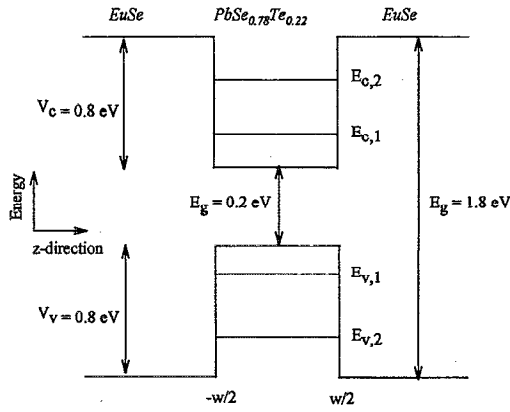 EuSe PbSe0.78Te0.22 EuSe
Ec,2
Vc = 0.8 eV
Ec,1
Energy
Eg = 0.2 eV
Eg = 1.8 eV
z-direction
Ev,1
Vv = 0.8 eV
Ev,2
-w/2 w/2